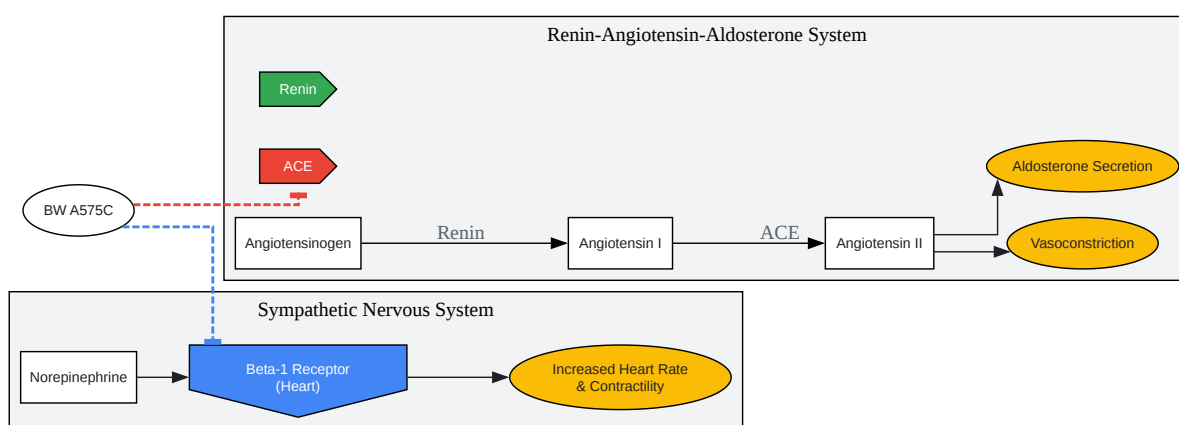 Renin-Angiotensin-Aldosterone System
Renin
ACE
Aldosterone Secretion
BW A575C
Angiotensinogen
Renin
Angiotensin I
ACE
Angiotensin II
Vasoconstriction
Sympathetic Nervous System
Norepinephrine
Beta-1 Receptor
(Heart)
Increased Heart Rate
& Contractility